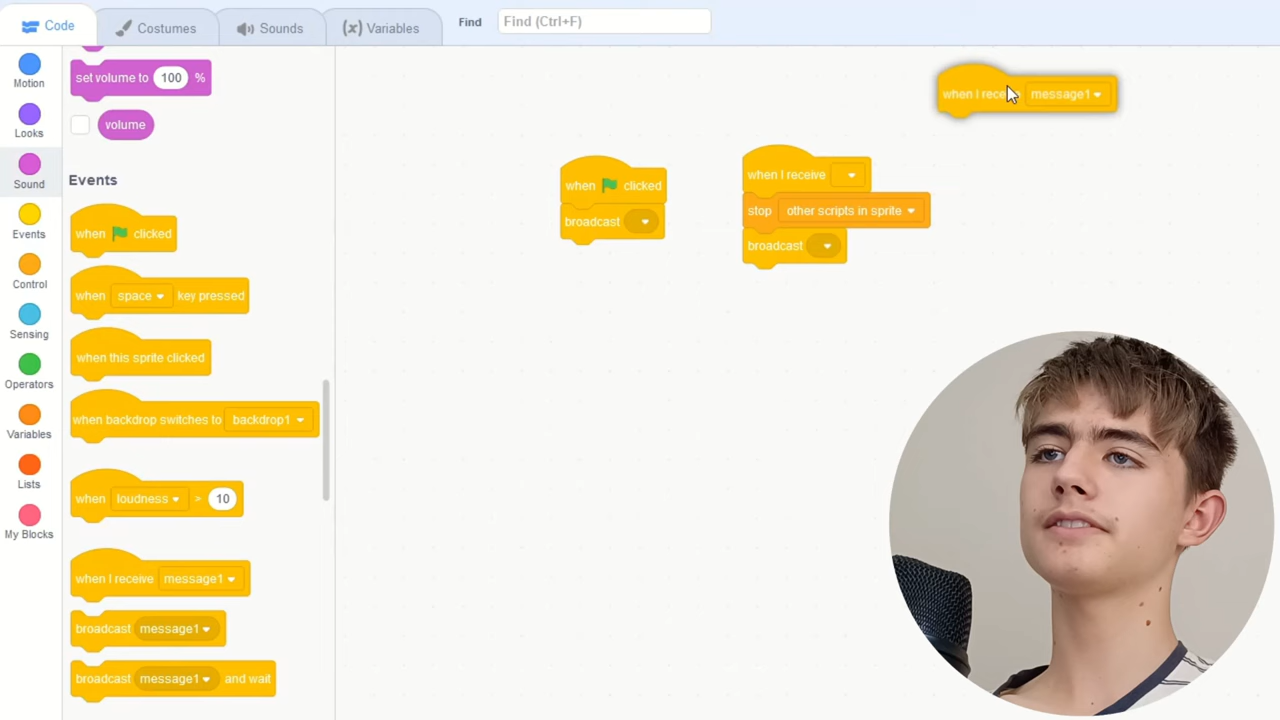 Code
Costumes
Sounds
(x) Variables
Find
Find (Ctrl+F)
Motion
Looks
Sound
Events
Control
Sensing
Operators
Variables
Lists
My Blocks
set volume to 100 %
volume
Events
when clicked
when space key pressed
when this sprite clicked
when backdrop switches to backdrop1
when loudness > 10
when I receive message1
broadcast message1
broadcast message1 and wait
when clicked
broadcast
when I receive
stop other scripts in sprite
broadcast
when I receive message1